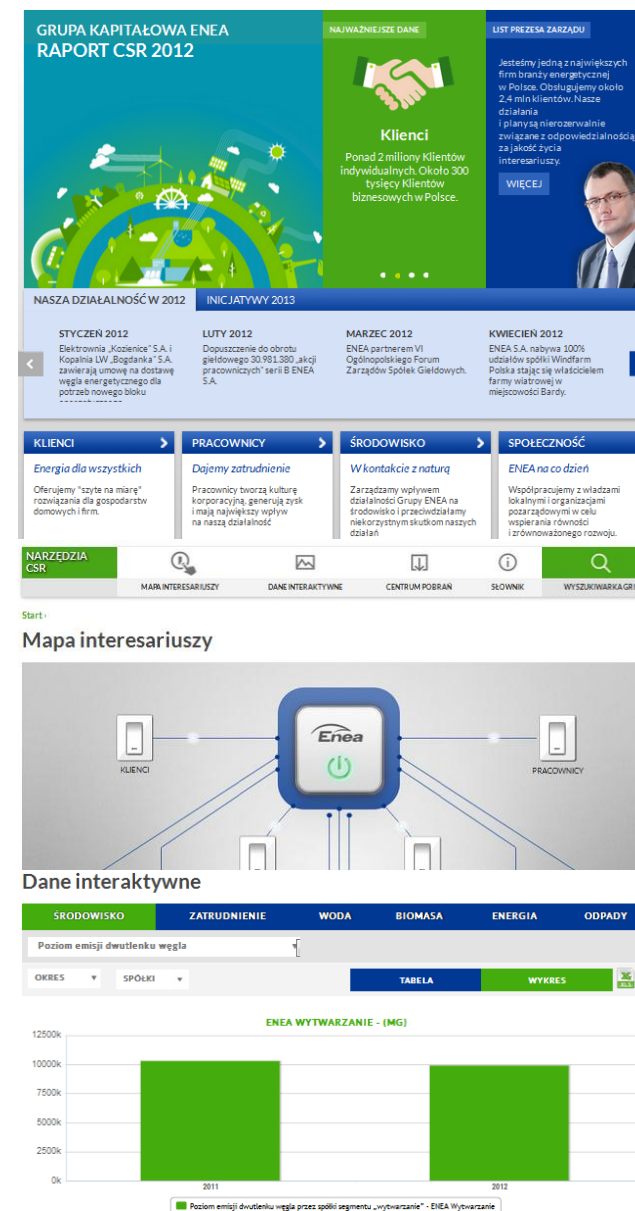 GRUPA KAPITAŁOWA ENEA
RAPORT CSR 2012
NAJWAŻNIEJSZE DANE
Klienci
Ponad 2 miliony Klientów
indywidualnych. Około 300
tysięcy Klientów
biznesowych w Polsce.
LIST PREZESA ZARZĄDU
Jesteśmy jedną z największych
firm branży energetycznej
w Polsce. Obsługujemy około
2,4 mln klientów. Nasze
działania
i plany są nierozerwalnie
związane z odpowiedzialnością
za jakość życia
interesariuszy.
WIĘCEJ
NASZA DZIAŁALNOŚĆ W 2012
INICJATYWY 2013
STYCZEŃ 2012
Elektrownia „Kozienice" S.A. i
Kopalnia LW „Bogdanka" S.A.
zawierają umowę na dostawę
węgla energetycznego dla
potrzeb nowego bloku
LUTY 2012
Dopuszczenie do obrotu
giełdowego 30.981.380 „akcji
pracowniczych" serii B ENEA
S.A.
MARZEC 2012
ENEA partnerem VI
Ogólnopolskiego Forum
Zarządów Spółek Giełdowych.
KWIECIEŃ 2012
ENEA S.A. nabywa 100%
udziałów spółki Windfarm
Polska stając się właścicielem
farmy wiatrowej w
miejscowości Bardy.
KLIENCI
Energia dla wszystkich
Oferujemy "szyte na miarę"
rozwiązania dla gospodarstw
domowych i firm.
PRACOWNICY
Dajemy zatrudnienie
Pracownicy tworzą kulturę
korporacyjną, generują zysk
i mają największy wpływ
na naszą działalność
ŚRODOWISKO
W kontakcie z naturą
Zarządzamy wpływem
działalności Grupy ENEA na
środowisko i przeciwdziałamy
niekorzystnym skutkom naszych
działań
SPOŁECZNOŚĆ
ENEA na co dzień
Współpracujemy z władzami
lokalnymi i organizacjami
pozarządowymi w celu
wspierania równości
i zrównoważonego rozwoju.
NARZĘDZIA
CSR
MAPA INTERESARIUSZY
DANE INTERAKTYWNE
CENTRUM POBRAŃ
SŁOWNIK
WYSZUKIWARKA GRI
Start ›
Mapa interesariuszy
Enea
KLIENCI
PRACOWNICY
Dane interaktywne
ŚRODOWISKO
ZATRUDNIENIE
WODA
BIOMASA
ENERGIA
ODPADY
Poziom emisji dwutlenku węgla
OKRES
SPÓŁKI
TABELA
WYKRES
XLS
ENEA WYTWARZANIE - (MG)
12500k
10000k
7500k
5000k
2500k
0k
2011
2012
Poziom emisji dwutlenku węgla przez spółki segmentu „wytwarzanie" - ENEA Wytwarzanie